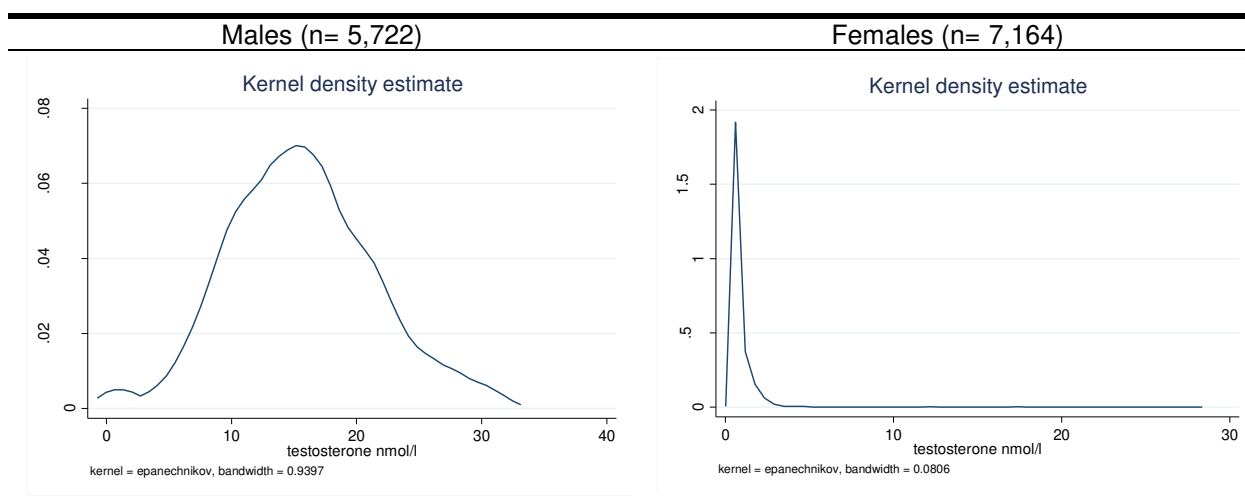 Males (n= 5,722)
Females (n= 7,164)
Kernel density estimate
.08
.06
.04
.02
0
0 10 20 30 40
testosterone nmol/l
kernel = epanechnikov, bandwidth = 0.9397
Kernel density estimate
2
1.5
1
.5
0
0 10 20 30
testosterone nmol/l
kernel = epanechnikov, bandwidth = 0.0806